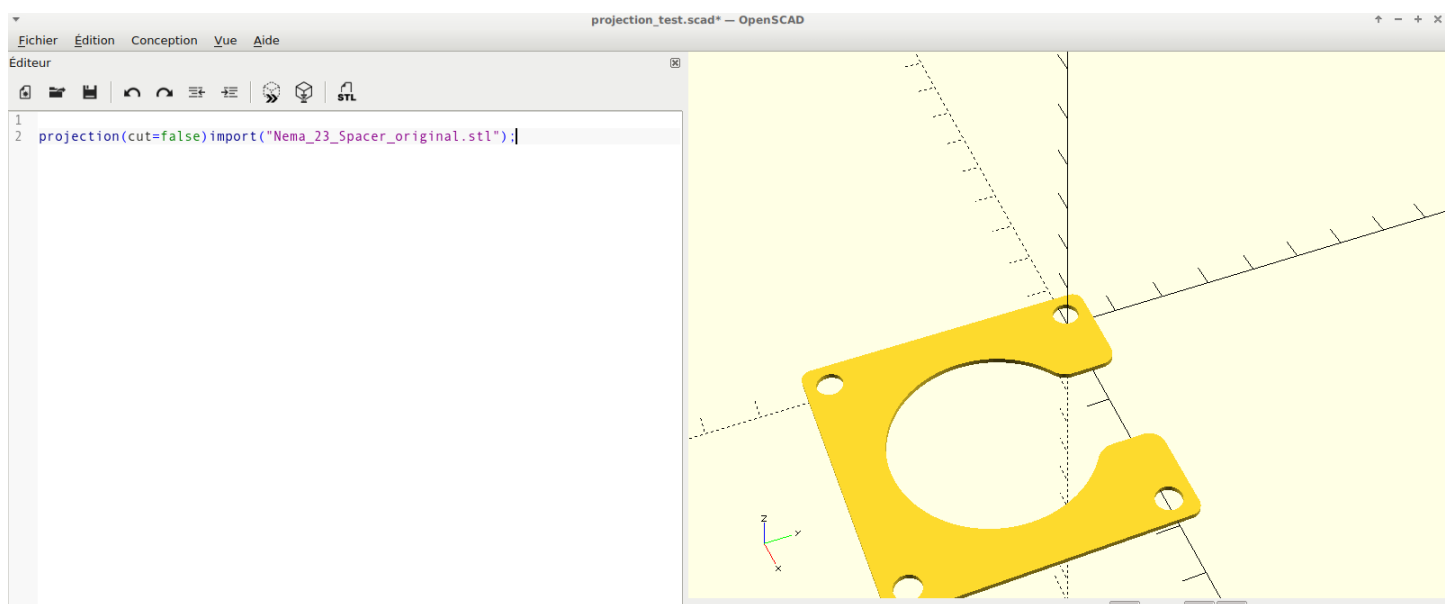 projection_test.scad* — OpenSCAD
Fichier Édition Conception Vue Aide
Éditeur
STL
1
2 projection(cut=false)import("Nema_23_Spacer_original.stl");
Z
y
x